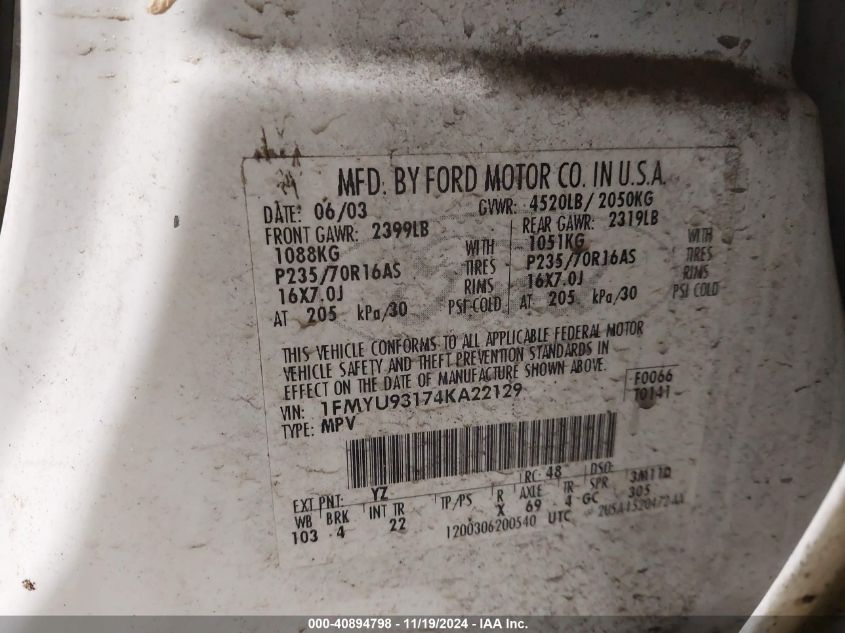 MFD. BY FORD MOTOR CO. IN U.S.A.
DATE: 06/03 GVWR: 4520LB/2050KG
FRONT GAWR: 2399LB REAR GAWR: 2319LB
1088KG WITH 1051KG WITH
P235/70R16AS TIRES P235/70R16AS TIRES
16X7.0J RIMS 16X7.0J RIMS
AT 205 kPa/30 PSI COLD AT 205 kPa/30 PSI COLD
THIS VEHICLE CONFORMS TO ALL APPLICABLE FEDERAL MOTOR
VEHICLE SAFETY AND THEFT PREVENTION STANDARDS IN
EFFECT ON THE DATE OF MANUFACTURE SHOWN ABOVE.
VIN: 1FMYU93174KA22129 F0066
TYPE: MPV T0141
EXT PNT: YZ RC: 48 DSO:
WB BRK INT TR TP/PS R AXLE TR SPR 3M110
103 4 22 X 69 4 GC 305
1200306200540 UTC
000-40894798 - 11/19/2024 - IAA Inc.